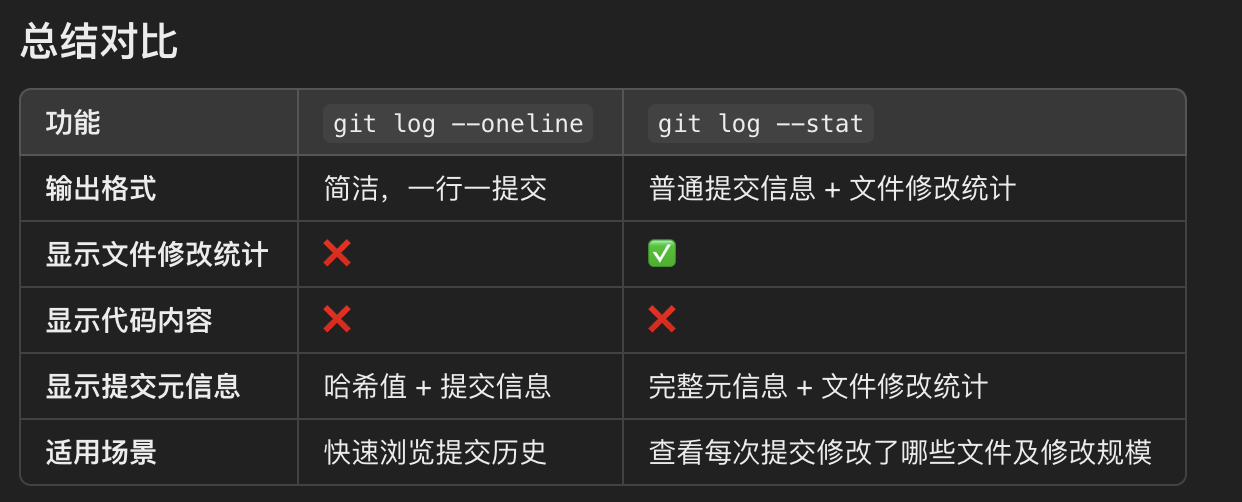 总结对比
功能 git log --oneline git log --stat
输出格式 简洁，一行一提交 普通提交信息 + 文件修改统计
显示文件修改统计 ❌ ✅
显示代码内容 ❌ ❌
显示提交元信息 哈希值 + 提交信息 完整元信息 + 文件修改统计
适用场景 快速浏览提交历史 查看每次提交修改了哪些文件及修改规模